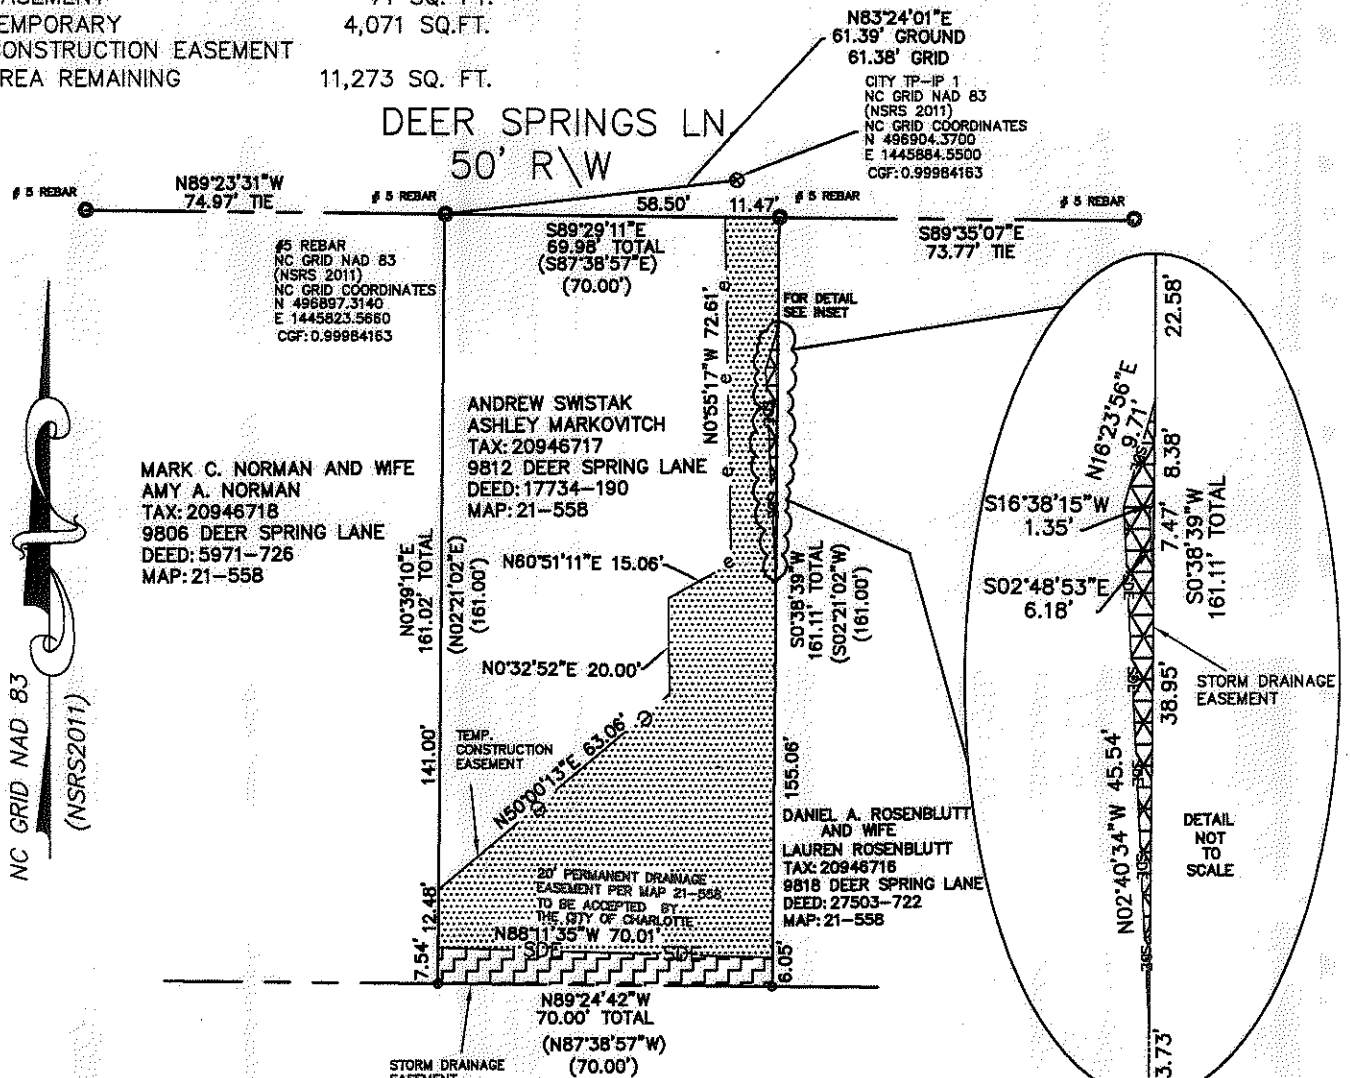 TEMPORARY 4,071 SQ.FT.
CONSTRUCTION EASEMENT
AREA REMAINING 11,273 SQ. FT.
N83°24'01"E
61.39' GROUND
61.38' GRID
CITY TP-IP 1
NC GRID NAD 83
(NSRS 2011)
NC GRID COORDINATES
N 496904.3700
E 1445884.5500
CGF: 0.99984163
DEER SPRINGS LN
50' R\W
# 5 REBAR
N89°23'31"W
74.97' TIE
# 5 REBAR
58.50'
11.47'
# 5 REBAR
# 5 REBAR
S89°29'11"E
69.98' TOTAL
(S87°38'57"E)
(70.00')
S89°35'07"E
73.77' TIE
#5 REBAR
NC GRID NAD 83
(NSRS 2011)
NC GRID COORDINATES
N 496897.3140
E 1445823.5660
CGF: 0.99984163
FOR DETAIL
SEE INSET
N0°55'17"W 72.61'
e
e
e
e
22.58'
N16°23'56"E
9.71'
8.38'
ANDREW SWISTAK
ASHLEY MARKOVITCH
TAX: 20946717
9812 DEER SPRING LANE
DEED: 17734-190
MAP: 21-558
MARK C. NORMAN AND WIFE
AMY A. NORMAN
TAX: 20946718
9806 DEER SPRING LANE
DEED: 5971-726
MAP: 21-558
S16°38'15"W
1.35'
7.47'
S0°38'39"W
161.11' TOTAL
S02°48'53"E
6.18'
N0°39'10"E
161.02' TOTAL
(N02°21'02"E)
(161.00')
N60°51'11"E 15.06'
S0°38'39"W
161.11' TOTAL
(S02°21'02"W)
(161.00')
N0°32'52"E 20.00'
STORM DRAINAGE
EASEMENT
38.95'
NC GRID NAD 83
(NSRS2011)
TEMP.
CONSTRUCTION
EASEMENT
N50°00'13"E 63.06'
141.00'
155.06'
N02°40'34"W 45.54'
DETAIL
NOT
TO
SCALE
DANIEL A. ROSENBLUTT
AND WIFE
LAUREN ROSENBLUTT
TAX: 20946716
9818 DEER SPRING LANE
DEED: 27503-722
MAP: 21-558
20' PERMANENT DRAINAGE
EASEMENT PER MAP 21-558
TO BE ACCEPTED BY
THE CITY OF CHARLOTTE
12.48'
N88°11'35"W 70.01'
SDE
SDE
7.54'
6.05'
N89°24'42"W
70.00' TOTAL
(N87°38'57"W)
(70.00')
3.73'
STORM DRAINAGE